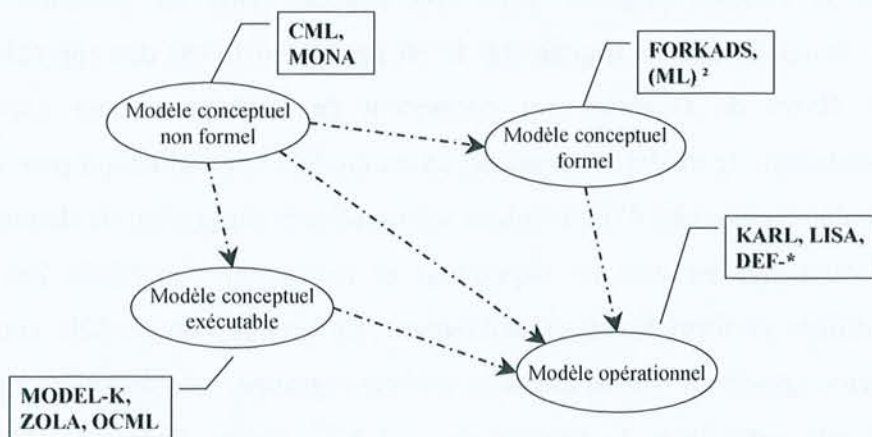 CML,
MONA
FORKADS,
(ML) ²
Modèle conceptuel
non formel
Modèle conceptuel
formel
KARL, LISA,
DEF-*
Modèle conceptuel
exécutable
Modèle opérationnel
MODEL-K,
ZOLA, OCML